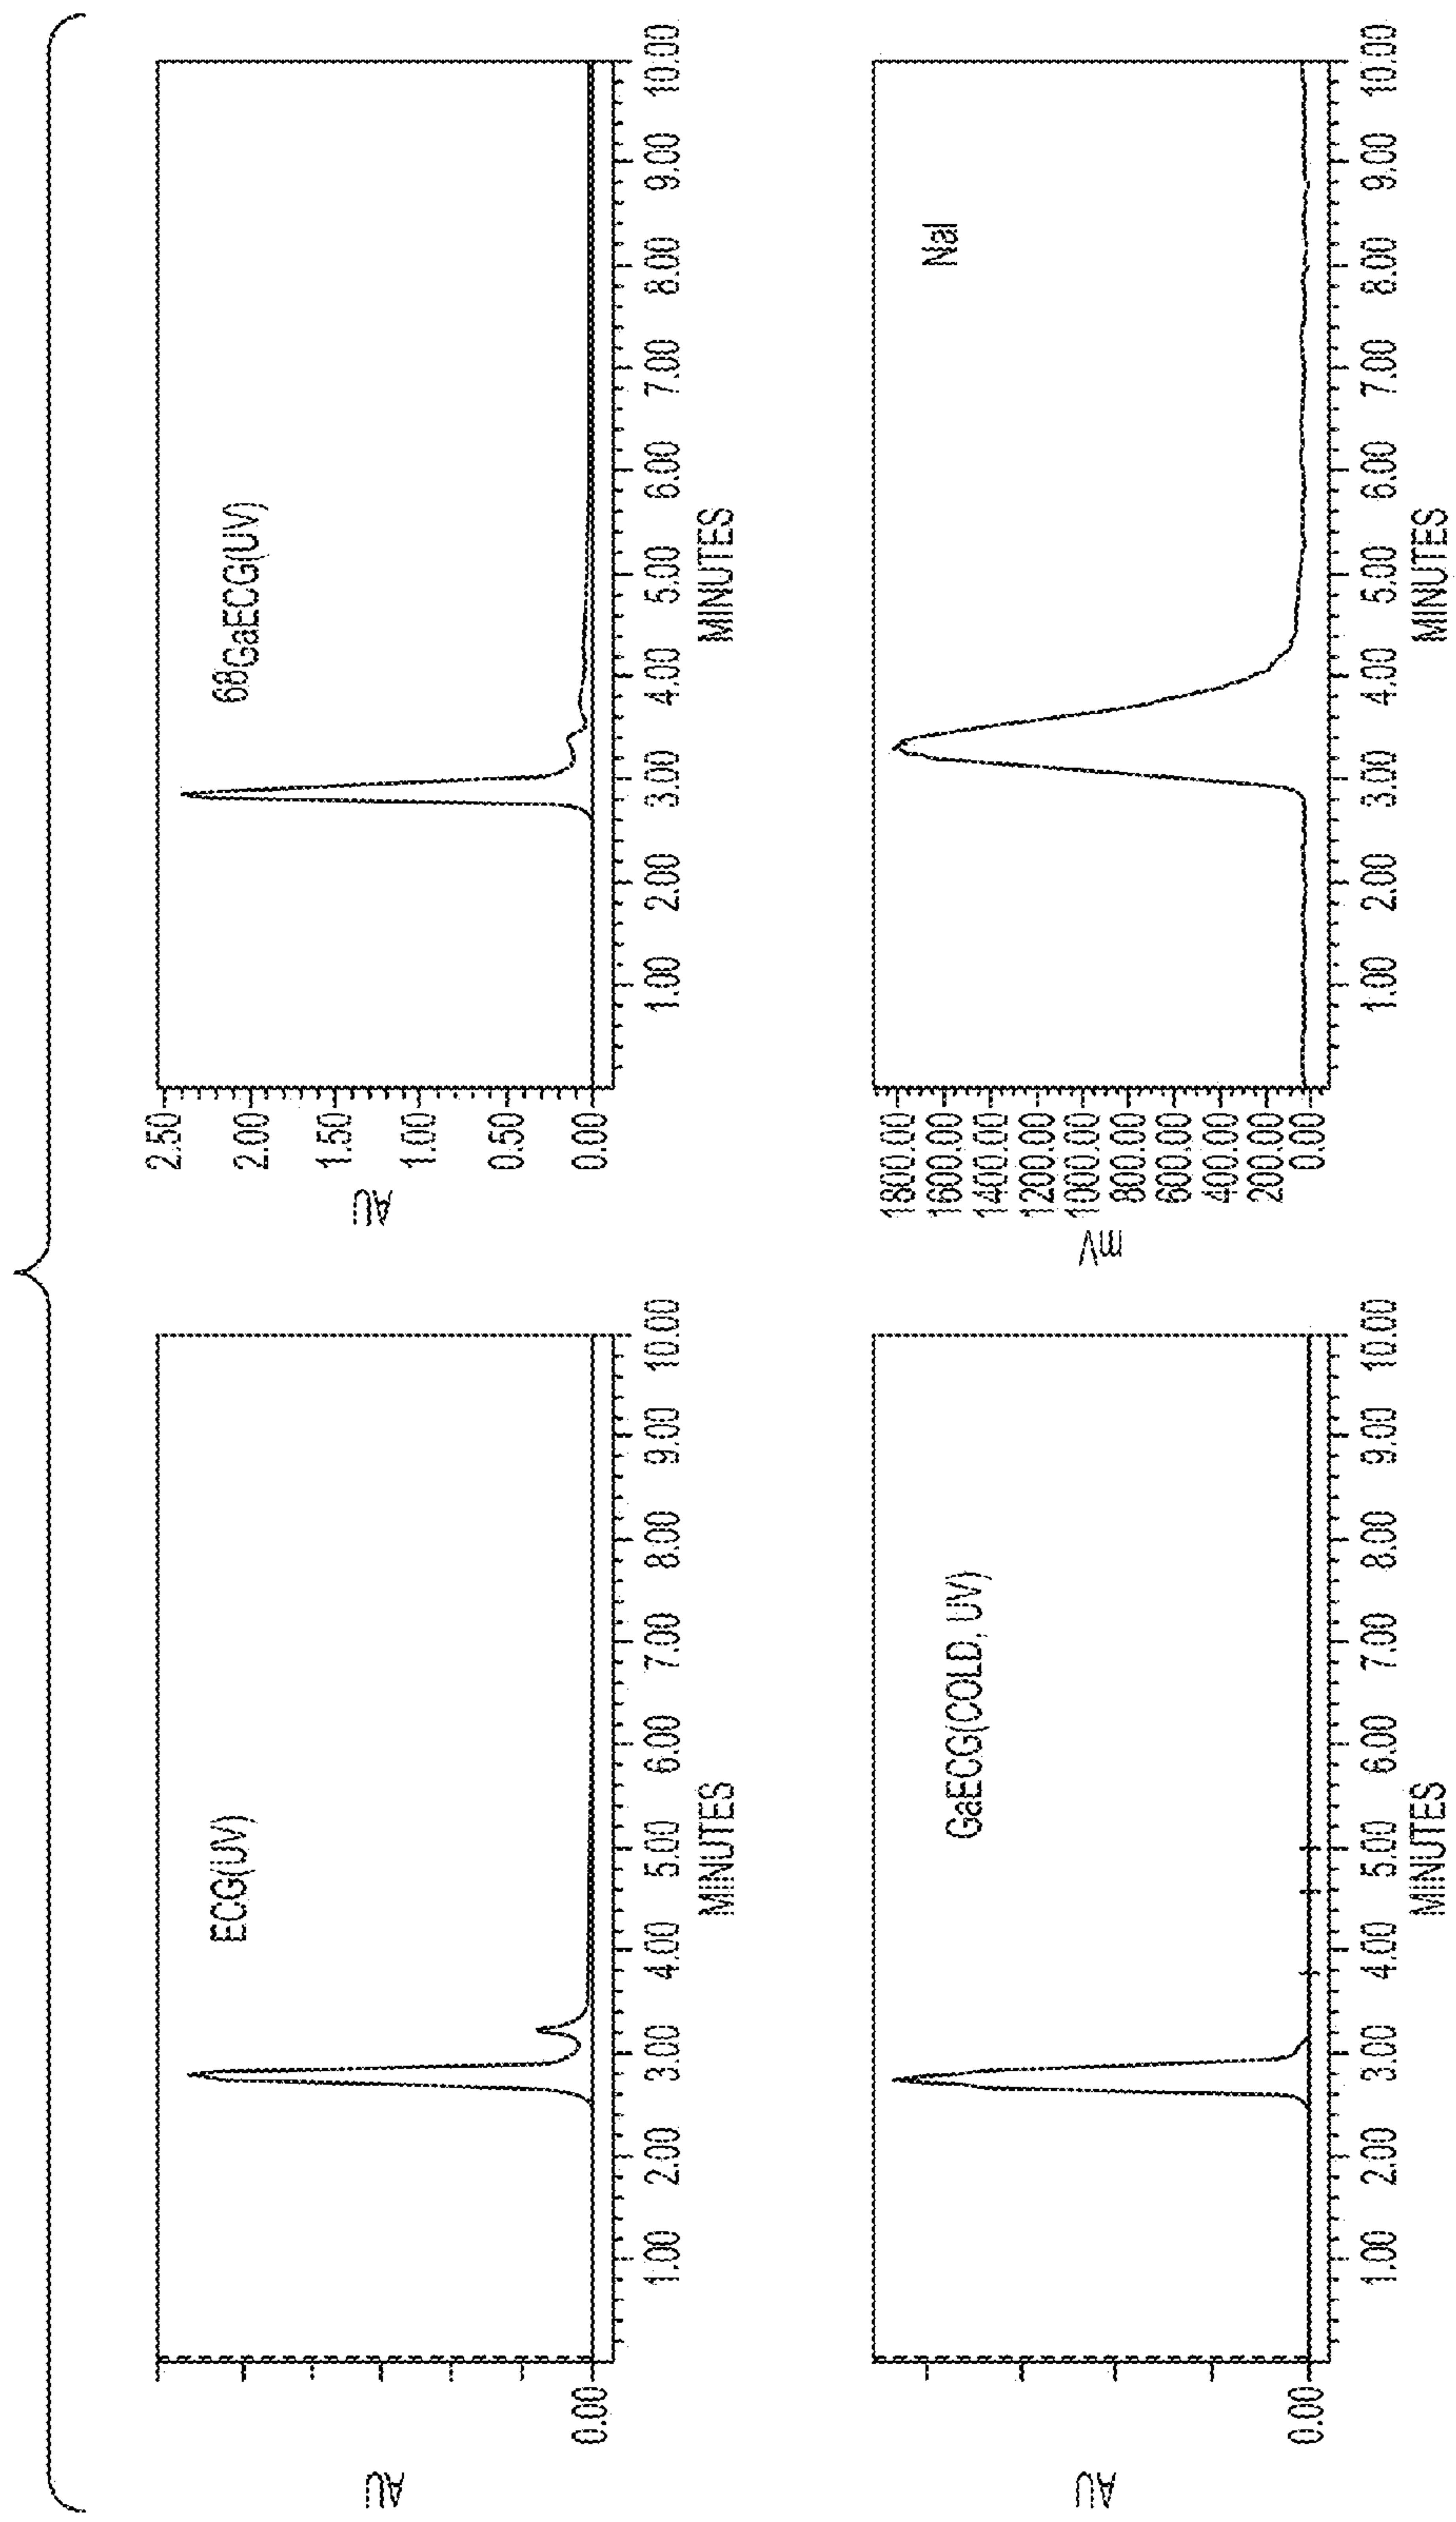 ECG(UV)
AU
0.00
1.00 2.00 3.00 4.00 5.00 6.00 7.00 8.00 9.00 10.00
MINUTES
68GaECG(UV)
AU
2.50
2.00
1.50
1.00
0.50
0.00
1.00 2.00 3.00 4.00 5.00 6.00 7.00 8.00 9.00 10.00
MINUTES
GaECG(COLD, UV)
AU
0.00
1.00 2.00 3.00 4.00 5.00 6.00 7.00 8.00 9.00 10.00
MINUTES
NaI
mV
1800.00
1600.00
1400.00
1200.00
1000.00
800.00
600.00
400.00
200.00
0.00
1.00 2.00 3.00 4.00 5.00 6.00 7.00 8.00 9.00 10.00
MINUTES